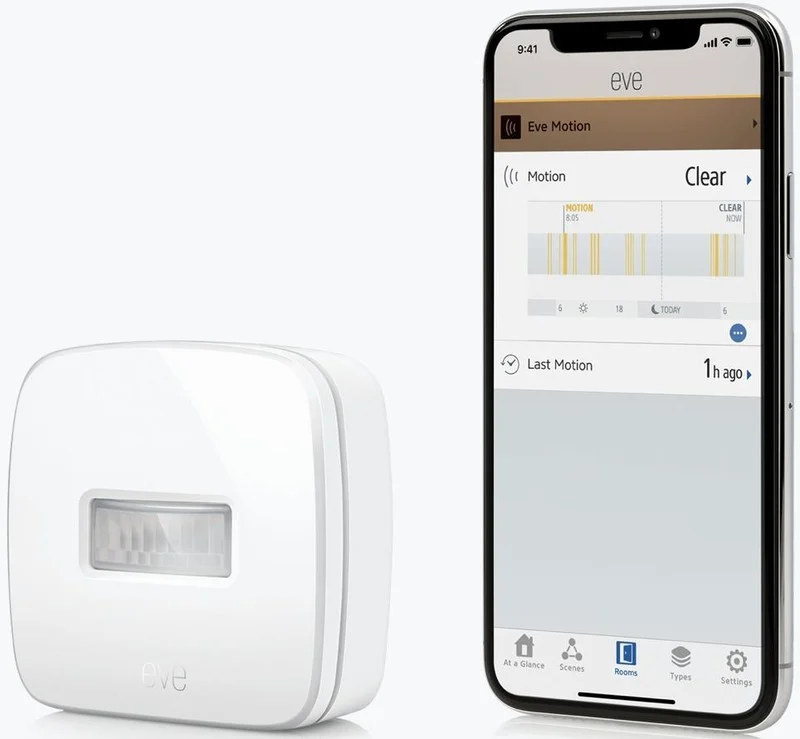 9:41
eve
Eve Motion
Motion
Clear
MOTION
8:05
CLEAR
NOW
6
18
TODAY
6
Last Motion
1h ago
At a Glance
Scenes
Rooms
Types
Settings
eve